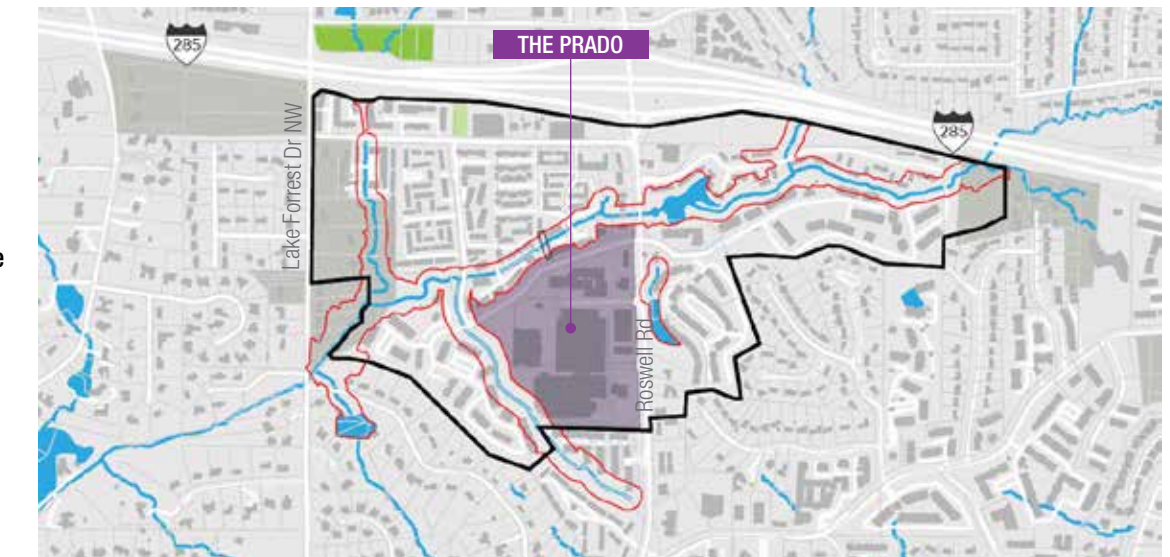 THE PRADO
285
Lake Forrest Dr NW
285
Roswell Rd
e